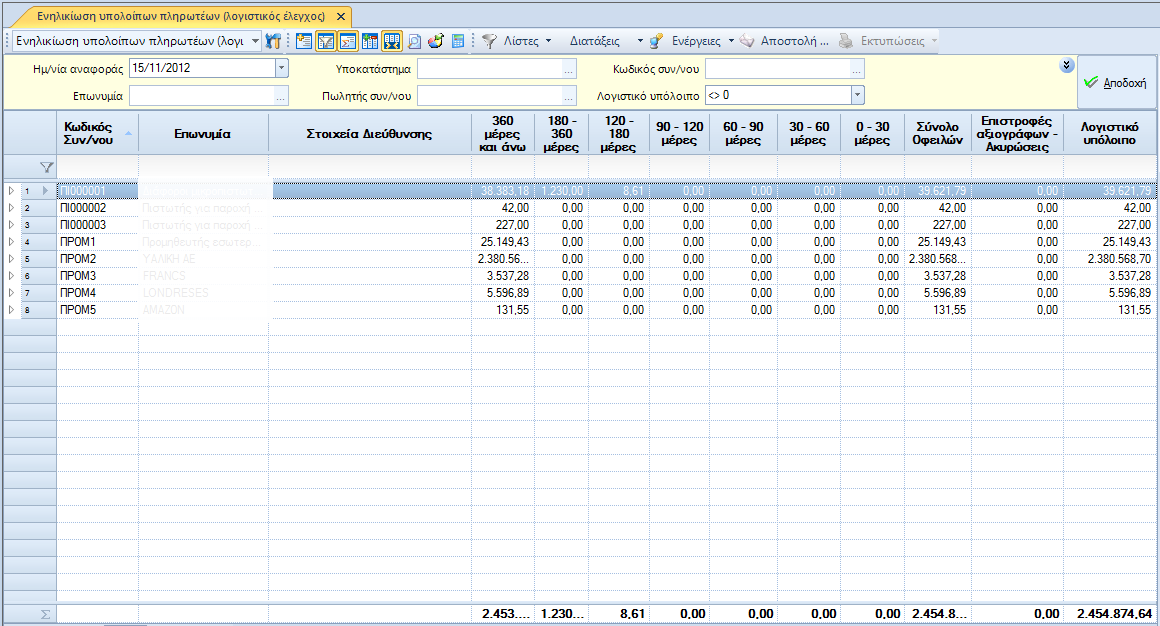 Ενηλικίωση υπολοίπων πληρωτέων (λογιστικός έλεγχος)
Ενηλικίωση υπολοίπων πληρωτέων (λογι Λίστες Διατάξεις Ενέργειες Αποστολή ... Εκτυπώσεις
Ημ/νία αναφοράς 15/11/2012 Υποκατάστημα ... Κωδικός συν/νου ...
Επωνυμία ... Πωλητής συν/νου ... Λογιστικό υπόλοιπο <> 0
Αποδοχή
Κωδικός Συν/νου Επωνυμία Στοιχεία Διεύθυνσης 360 μέρες και άνω 180 - 360 μέρες 120 - 180 μέρες 90 - 120 μέρες 60 - 90 μέρες 30 - 60 μέρες 0 - 30 μέρες Σύνολο Οφειλών Επιστροφές αξιογράφων - Ακυρώσεις Λογιστικό υπόλοιπο
1 ΠΙ000001 38.383,18 1.230,00 8,61 0,00 0,00 0,00 0,00 39.621,79 0,00 39.621,79
2 ΠΙ000002 Πιστωτής για παροχή ... 42,00 0,00 0,00 0,00 0,00 0,00 0,00 42,00 0,00 42,00
3 ΠΙ000003 Πιστωτής για παροχή ... 227,00 0,00 0,00 0,00 0,00 0,00 0,00 227,00 0,00 227,00
4 ΠΡΟΜ1 Προμηθευτής εσωτερ... 25.149,43 0,00 0,00 0,00 0,00 0,00 0,00 25.149,43 0,00 25.149,43
5 ΠΡΟΜ2 ΥΑΛΙΚΗ ΑΕ 2.380.56... 0,00 0,00 0,00 0,00 0,00 0,00 2.380.568... 0,00 2.380.568,70
6 ΠΡΟΜ3 FRANCS 3.537,28 0,00 0,00 0,00 0,00 0,00 0,00 3.537,28 0,00 3.537,28
7 ΠΡΟΜ4 LONDRESES 5.596,89 0,00 0,00 0,00 0,00 0,00 0,00 5.596,89 0,00 5.596,89
8 ΠΡΟΜ5 AMAZON 131,55 0,00 0,00 0,00 0,00 0,00 0,00 131,55 0,00 131,55
Σ 2.453.... 1.230... 8,61 0,00 0,00 0,00 0,00 2.454.8... 0,00 2.454.874,64